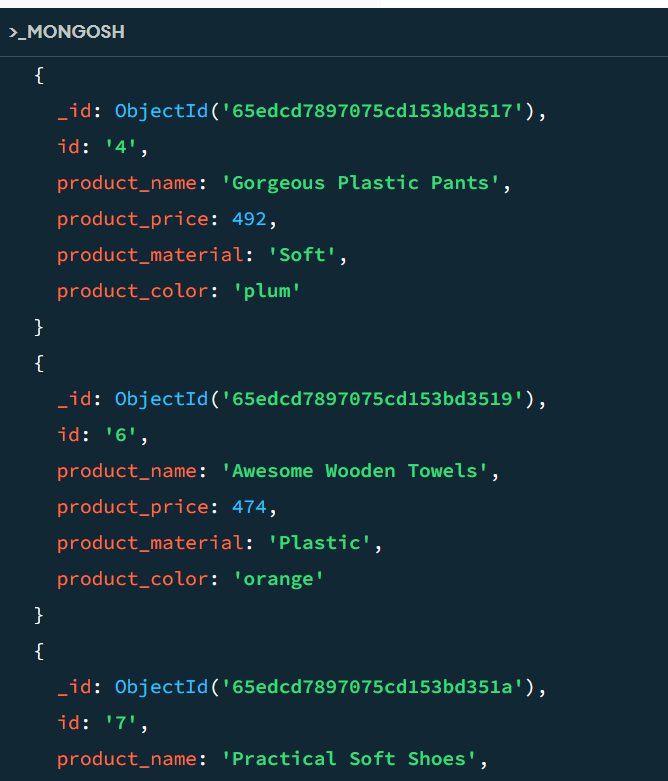 >_MONGOSH
{
_id: ObjectId('65edcd7897075cd153bd3517'),
id: '4',
product_name: 'Gorgeous Plastic Pants',
product_price: 492,
product_material: 'Soft',
product_color: 'plum'
}
{
_id: ObjectId('65edcd7897075cd153bd3519'),
id: '6',
product_name: 'Awesome Wooden Towels',
product_price: 474,
product_material: 'Plastic',
product_color: 'orange'
}
{
_id: ObjectId('65edcd7897075cd153bd351a'),
id: '7',
product_name: 'Practical Soft Shoes',